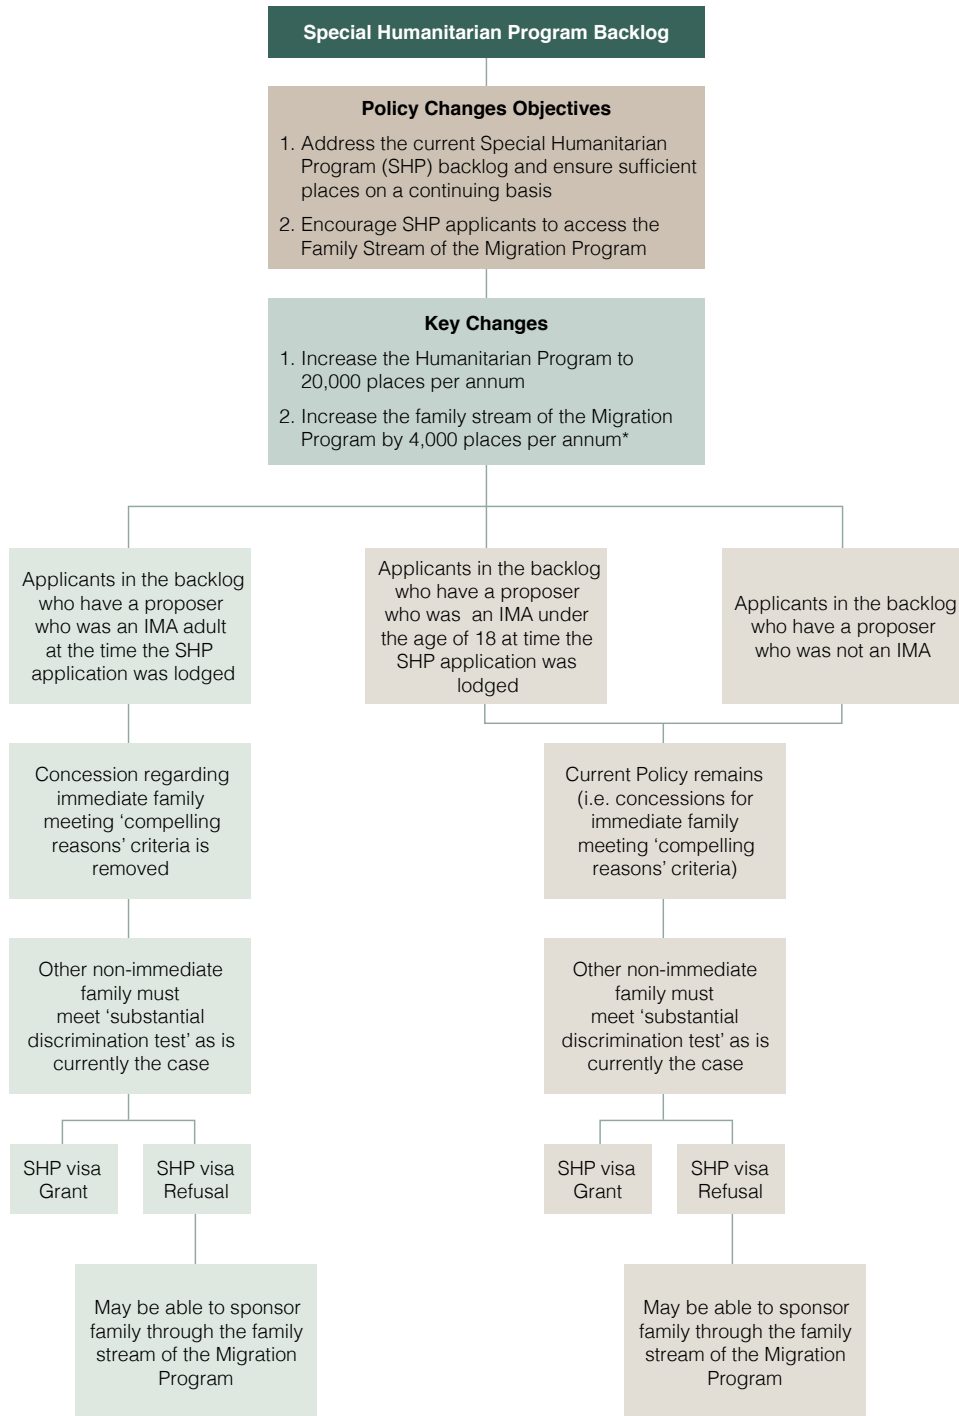 Special Humanitarian Program Backlog
Policy Changes Objectives
1. Address the current Special Humanitarian
Program (SHP) backlog and ensure sufficient
places on a continuing basis
2. Encourage SHP applicants to access the
Family Stream of the Migration Program
Key Changes
1. Increase the Humanitarian Program to
20,000 places per annum
2. Increase the family stream of the Migration
Program by 4,000 places per annum*
Applicants in the backlog
who have a proposer
who was an IMA adult
at the time the SHP
application was lodged
Applicants in the backlog
who have a proposer
who was an IMA under
the age of 18 at time the
SHP application was
lodged
Applicants in the backlog
who have a proposer
who was not an IMA
Concession regarding
immediate family
meeting ‘compelling
reasons’ criteria is
removed
Current Policy remains
(i.e. concessions for
immediate family
meeting ‘compelling
reasons’ criteria)
Other non-immediate
family must
meet ‘substantial
discrimination test’ as is
currently the case
Other non-immediate
family must
meet ‘substantial
discrimination test’ as is
currently the case
SHP visa
Grant
SHP visa
Refusal
SHP visa
Grant
SHP visa
Refusal
May be able to sponsor
family through the family
stream of the Migration
Program
May be able to sponsor
family through the family
stream of the Migration
Program